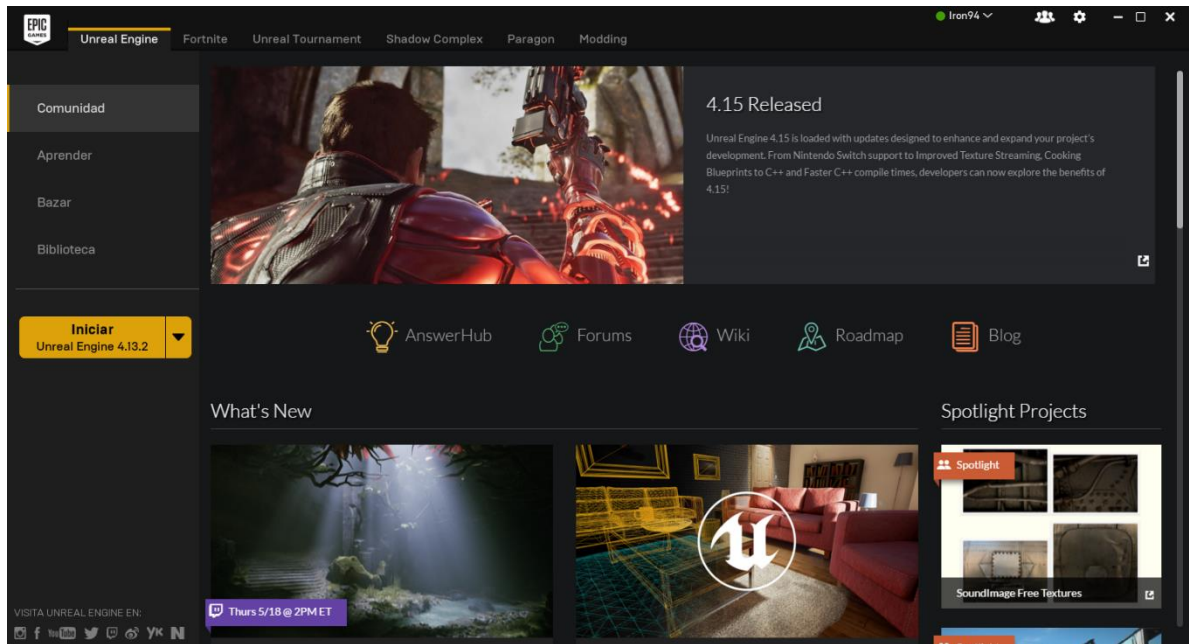 EPIC
GAMES
Unreal Engine
Fortnite
Unreal Tournament
Shadow Complex
Paragon
Modding
Iron94
Comunidad
Aprender
Bazar
Biblioteca
Iniciar
Unreal Engine 4.13.2
4.15 Released
Unreal Engine 4.15 is loaded with updates designed to enhance and expand your project's
development. From Nintendo Switch support to Improved Texture Streaming, Cooking
Blueprints to C++ and Faster C++ compile times, developers can now explore the benefits of
4.15!
AnswerHub
Forums
Wiki
Roadmap
Blog
What's New
Spotlight Projects
Thurs 5/18 @ 2PM ET
Spotlight
SoundImage Free Textures
VISITA UNREAL ENGINE EN:
You Tube